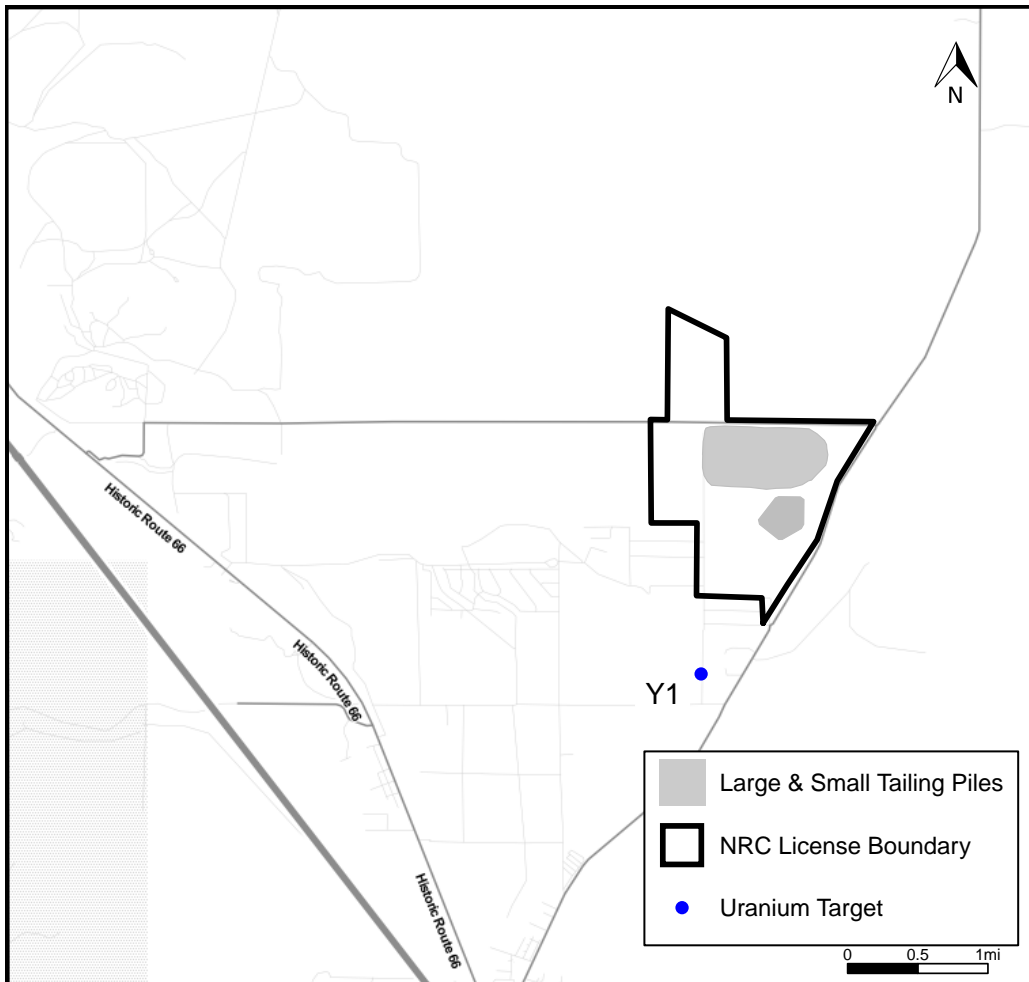 N
Historic Route 66
Historic Route 66
Y1
Large & Small Tailing Piles
NRC License Boundary
Historic Route 66
Uranium Target
0 0.5 1mi